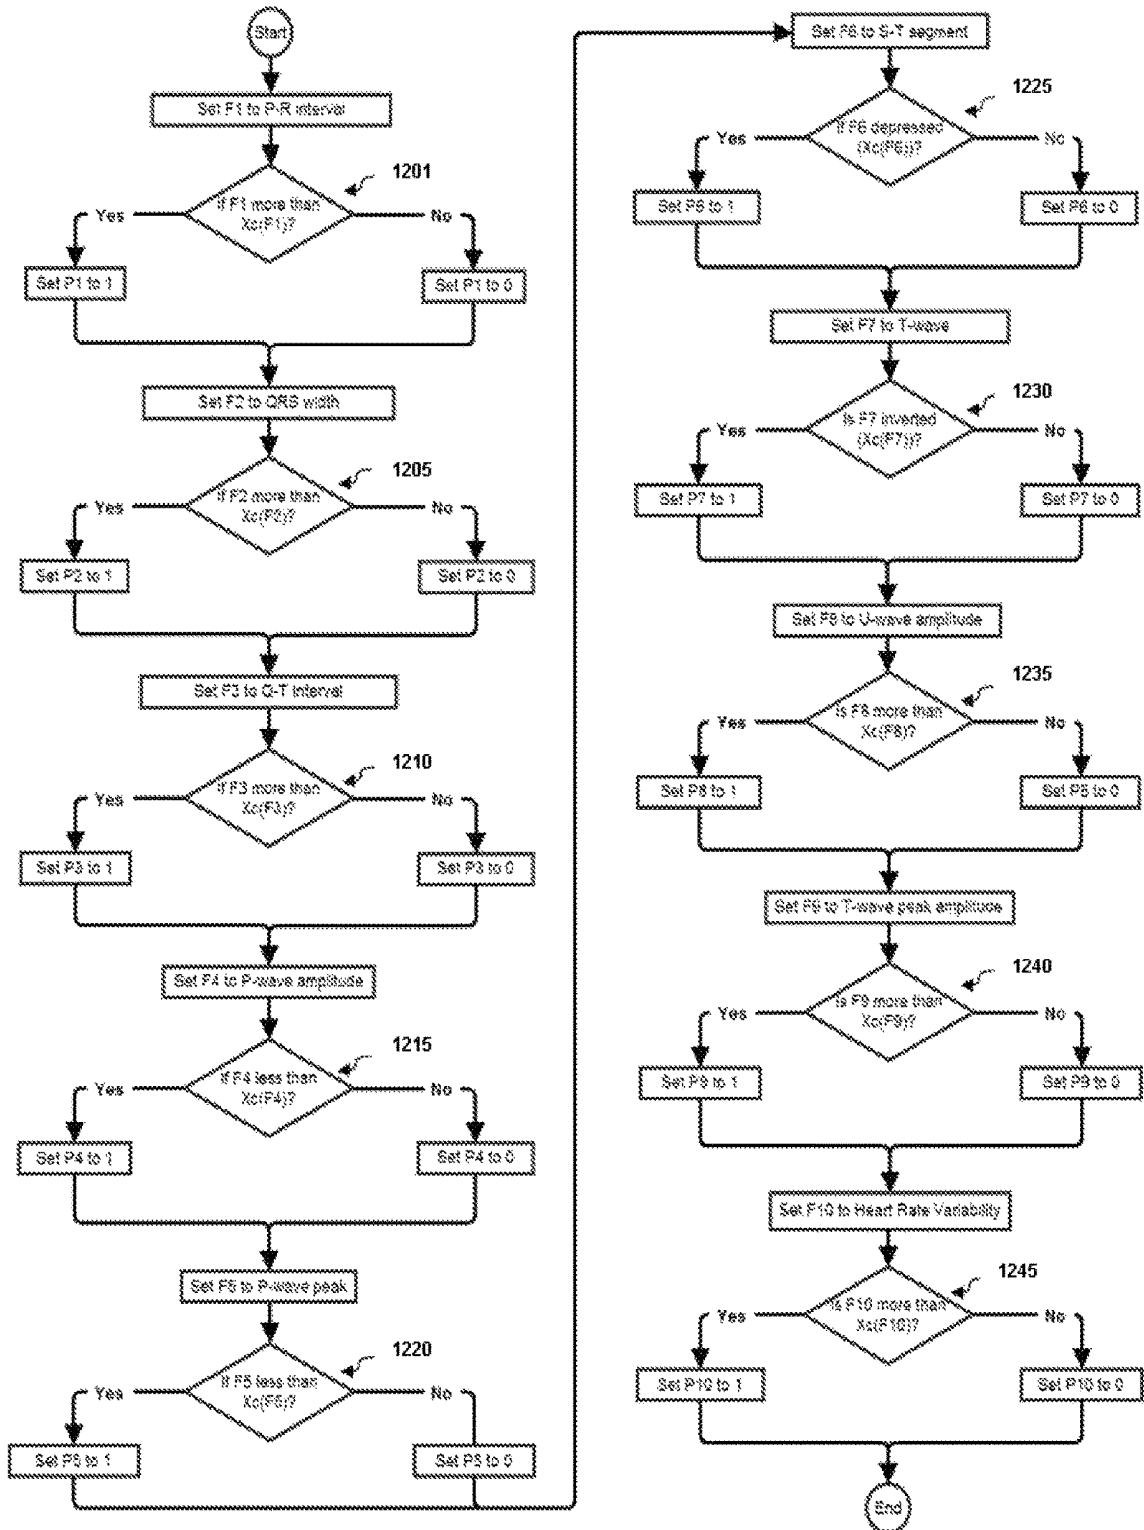 Start
Set F1 to P-R interval
1201
If F1 more than
Xc(F1)?
Yes
No
Set P1 to 1
Set P1 to 0
Set F2 to QRS width
1205
If F2 more than
Xc(F2)?
Yes
No
Set P2 to 1
Set P2 to 0
Set F3 to Q-T interval
1210
If F3 more than
Xc(F3)?
Yes
No
Set P3 to 1
Set P3 to 0
Set F4 to P-wave amplitude
1215
If F4 less than
Xc(F4)?
Yes
No
Set P4 to 1
Set P4 to 0
Set F5 to P-wave peak
1220
If F5 less than
Xc(F5)?
Yes
No
Set P5 to 1
Set P5 to 0
Set F6 to S-T segment
1225
If F6 depressed
(Xc(F6))?
Yes
No
Set P6 to 1
Set P6 to 0
Set F7 to T-wave
1230
Is F7 inverted
(Xc(F7))?
Yes
No
Set P7 to 1
Set P7 to 0
Set F8 to U-wave amplitude
1235
Is F8 more than
Xc(F8)?
Yes
No
Set P8 to 1
Set P8 to 0
Set F9 to T-wave peak amplitude
1240
Is F9 more than
Xc(F9)?
Yes
No
Set P9 to 1
Set P9 to 0
Set F10 to Heart Rate Variability
1245
Is F10 more than
Xc(F10)?
Yes
No
Set P10 to 1
Set P10 to 0
End